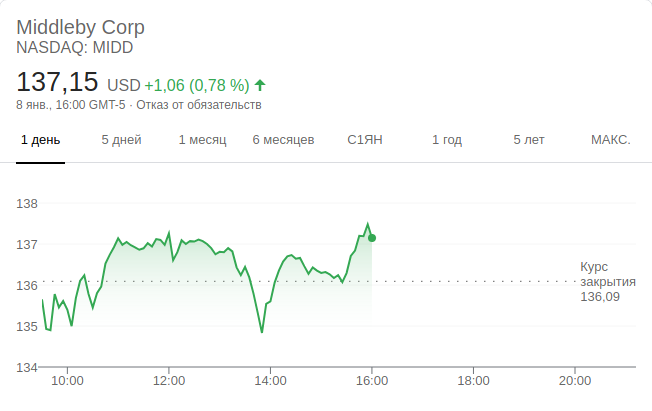 Middleby Corp
NASDAQ: MIDD
137,15 USD +1,06 (0,78 %)
8 янв., 16:00 GMT-5 · Отказ от обязательств
1 день 5 дней 1 месяц 6 месяцев С1ЯН 1 год 5 лет МАКС.
138
137
136
135
134
Курс
закрытия
136,09
10:00 12:00 14:00 16:00 18:00 20:00